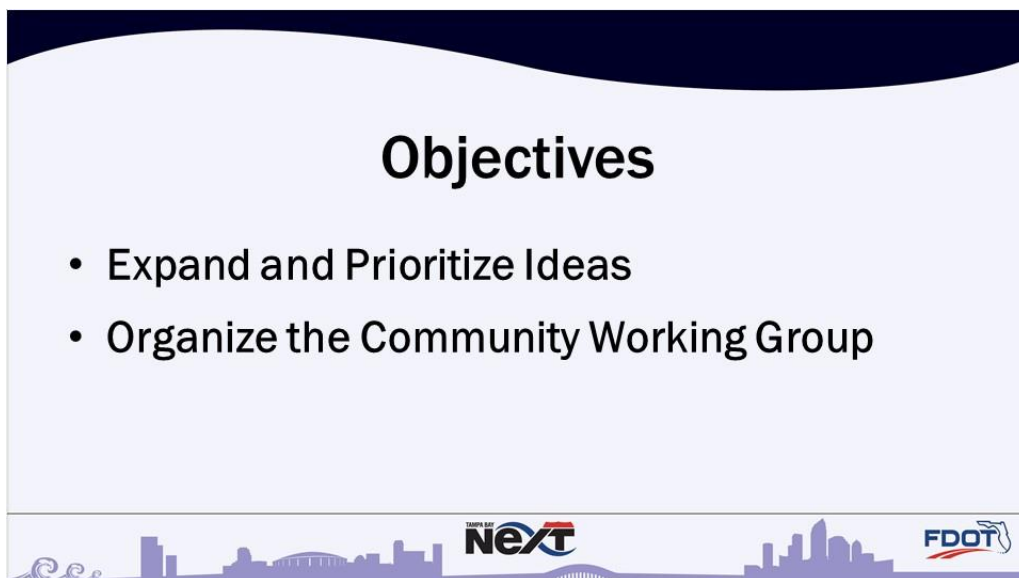 Objectives
• Expand and Prioritize Ideas
• Organize the Community Working Group
TAMPA BAY
NEXT
FDOT